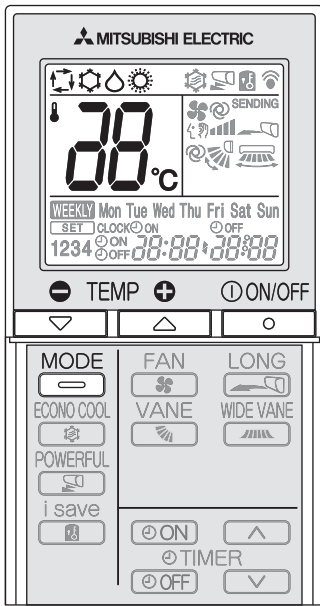 MITSUBISHI ELECTRIC
SENDING
88°C
WEEKLY Mon Tue Wed Thu Fri Sat Sun
SET CLOCK ON OFF
1234 ON OFF 88:88 88:88
TEMP ON/OFF
MODE FAN LONG
ECONO COOL VANE WIDE VANE
POWERFUL
i save
ON
TIMER
OFF